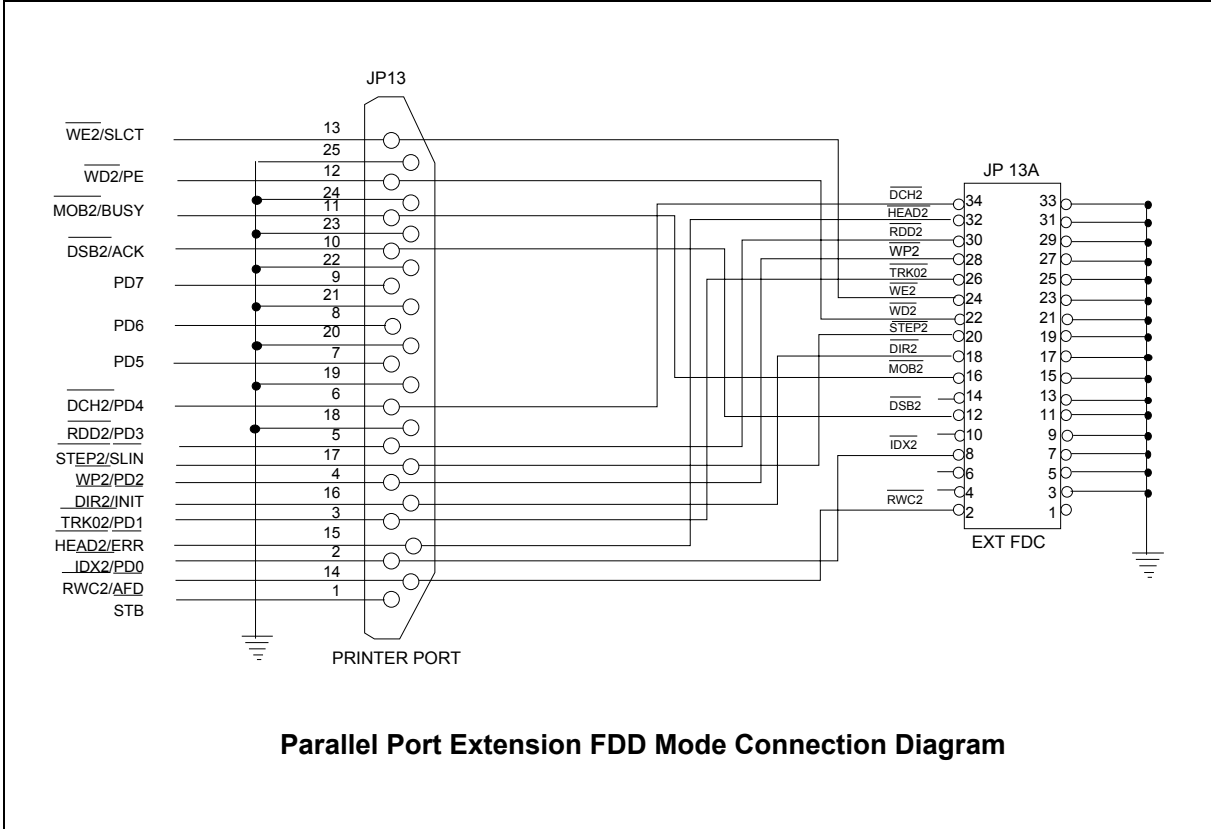 JP13
WE2/SLCT
WD2/PE
MOB2/BUSY
DSB2/ACK
PD7
PD6
PD5
DCH2/PD4
RDD2/PD3
STEP2/SLIN
WP2/PD2
DIR2/INIT
TRK02/PD1
HEAD2/ERR
IDX2/PD0
RWC2/AFD
STB
13
25
12
24
11
23
10
22
9
21
8
20
7
19
6
18
5
17
4
16
3
15
2
14
1
PRINTER PORT
JP 13A
DCH2
HEAD2
RDD2
WP2
TRK02
WE2
WD2
STEP2
DIR2
MOB2
DSB2
IDX2
RWC2
34 33
32 31
30 29
28 27
26 25
24 23
22 21
20 19
18 17
16 15
14 13
12 11
10 9
8 7
6 5
4 3
2 1
EXT FDC
Parallel Port Extension FDD Mode Connection Diagram